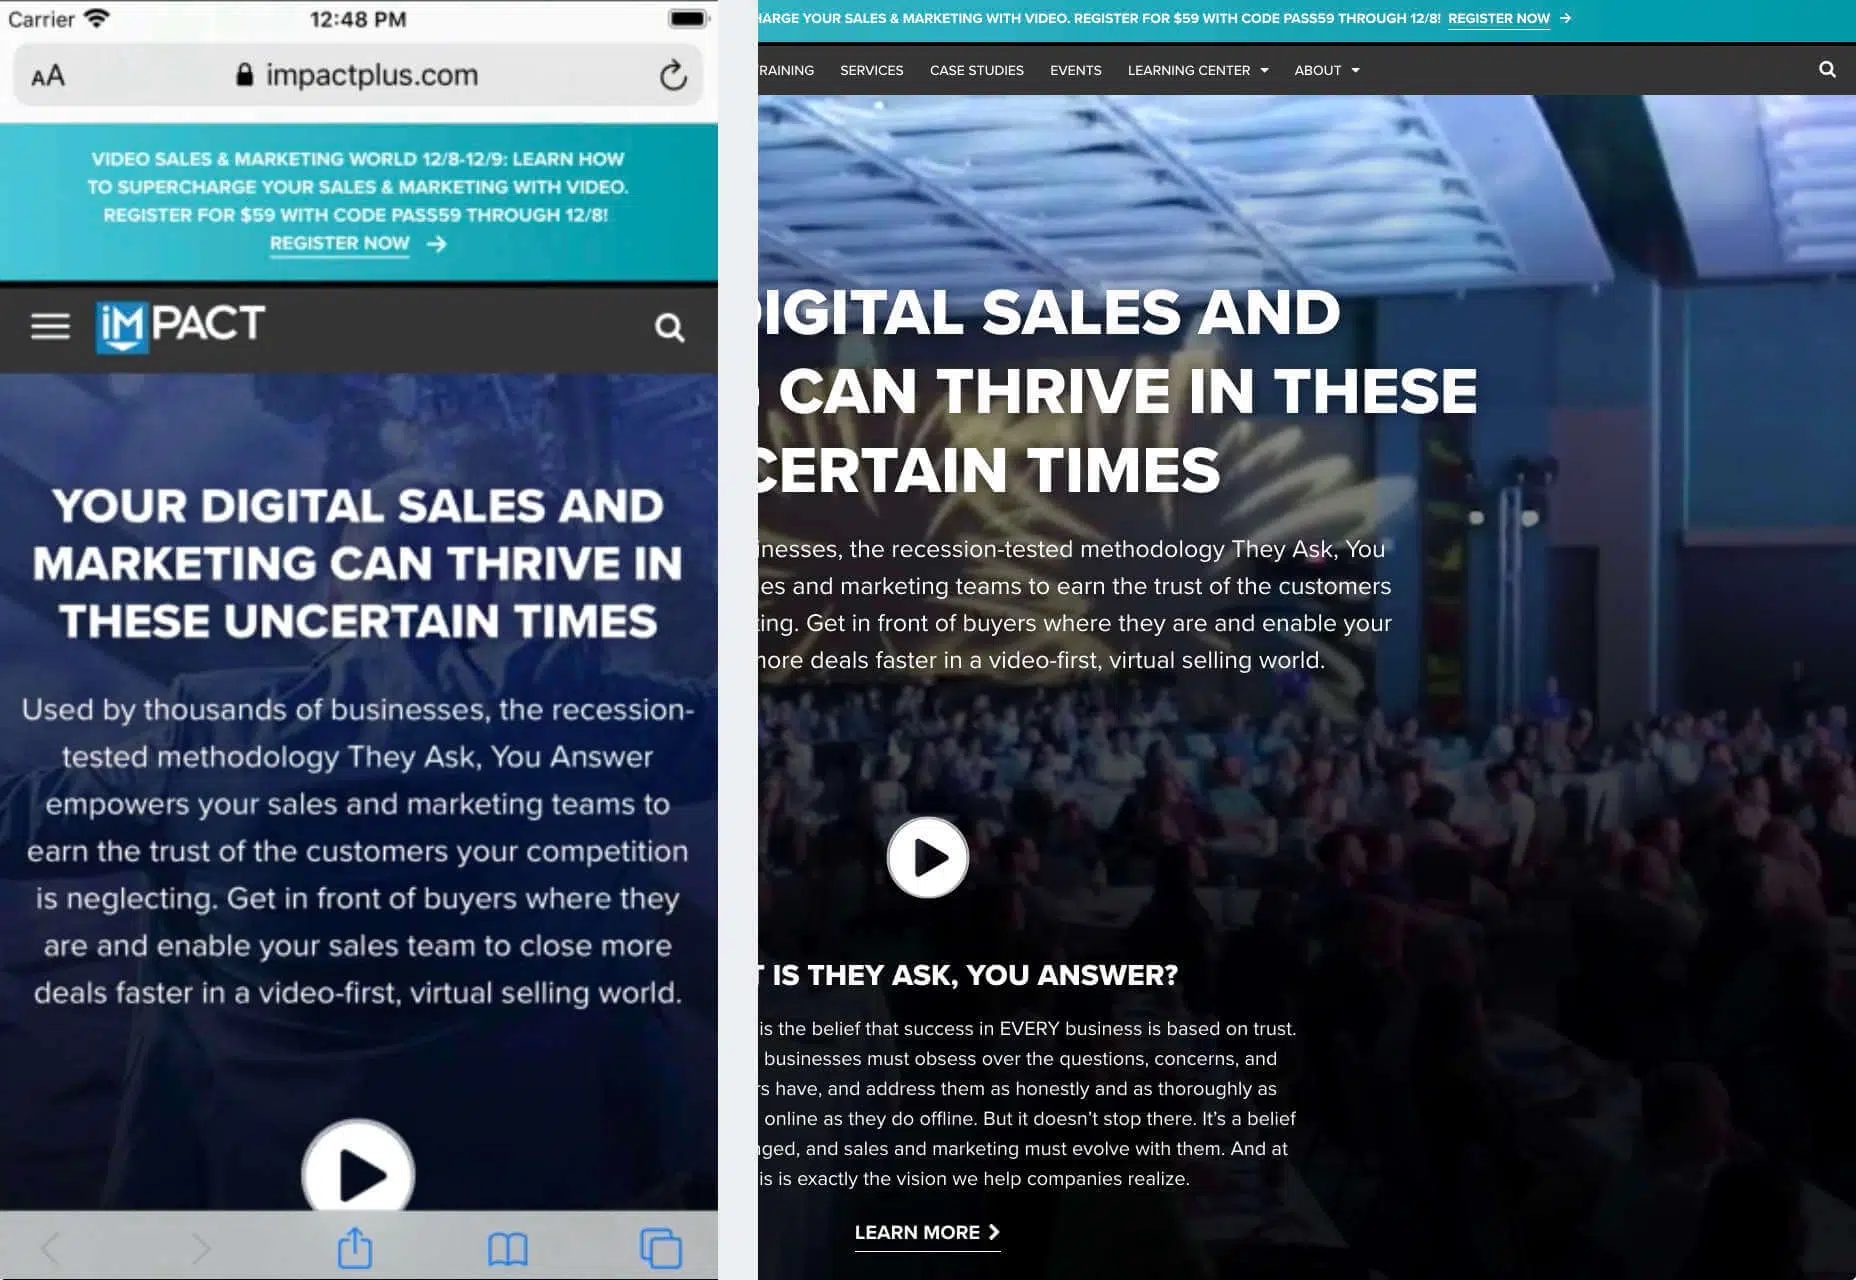 Carrier 12:48 PM
AA impactplus.com
VIDEO SALES & MARKETING WORLD 12/8-12/9: LEARN HOW
TO SUPERCHARGE YOUR SALES & MARKETING WITH VIDEO.
REGISTER FOR $59 WITH CODE PASS59 THROUGH 12/8!
REGISTER NOW →
iMPACT
YOUR DIGITAL SALES AND
MARKETING CAN THRIVE IN
THESE UNCERTAIN TIMES
Used by thousands of businesses, the recession-
tested methodology They Ask, You Answer
empowers your sales and marketing teams to
earn the trust of the customers your competition
is neglecting. Get in front of buyers where they
are and enable your sales team to close more
deals faster in a video-first, virtual selling world.
HARGE YOUR SALES & MARKETING WITH VIDEO. REGISTER FOR $59 WITH CODE PASS59 THROUGH 12/8! REGISTER NOW →
RAINING SERVICES CASE STUDIES EVENTS LEARNING CENTER ABOUT
DIGITAL SALES AND
CAN THRIVE IN THESE
CERTAIN TIMES
inesses, the recession-tested methodology They Ask, You
es and marketing teams to earn the trust of the customers
ting. Get in front of buyers where they are and enable your
more deals faster in a video-first, virtual selling world.
T IS THEY ASK, YOU ANSWER?
is the belief that success in EVERY business is based on trust.
businesses must obsess over the questions, concerns, and
rs have, and address them as honestly and as thoroughly as
online as they do offline. But it doesn't stop there. It's a belief
nged, and sales and marketing must evolve with them. And at
is is exactly the vision we help companies realize.
LEARN MORE